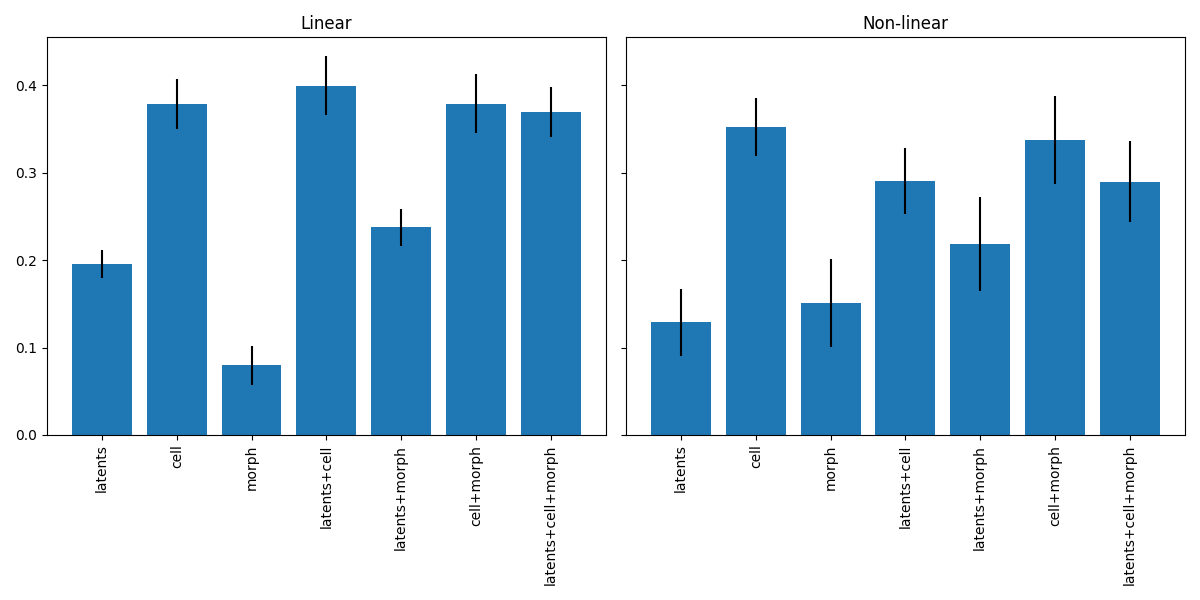 Linear
Non-linear
0.4
0.3
0.2
0.1
0.0
latents
cell
morph
latents+cell
latents+morph
cell+morph
latents+cell+morph
latents
cell
morph
latents+cell
latents+morph
cell+morph
latents+cell+morph